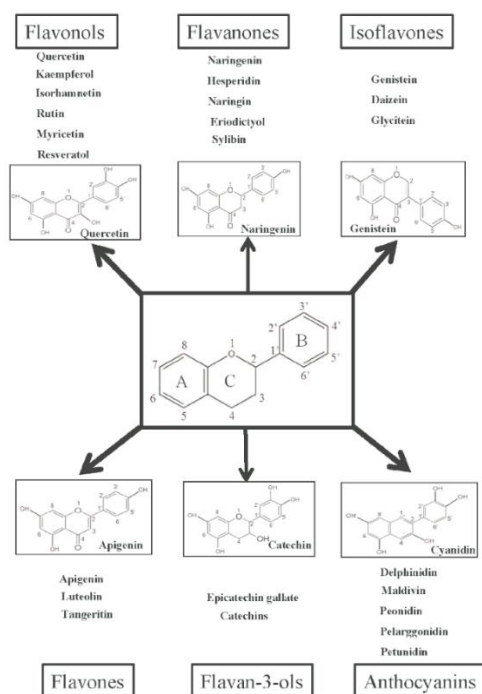 Flavonols
Flavanones
Isoflavones
Quercetin
Kaempferol
Isorhamnetin
Rutin
Myricetin
Resveratol
Naringenin
Hesperidin
Naringin
Eriodictyol
Sylibin
Genistein
Daizein
Glycitein
Quercetin
Naringenin
Genistein
A
B
C
1
2
3
4
5
6
7
8
1'
2'
3'
4'
5'
6'
Apigenin
Catechin
Cyanidin
Apigenin
Luteolin
Tangeritin
Epicatechin gallate
Catechins
Delphinidin
Maldivin
Peonidin
Pelarggonidin
Petunidin
Flavones
Flavan-3-ols
Anthocyanins